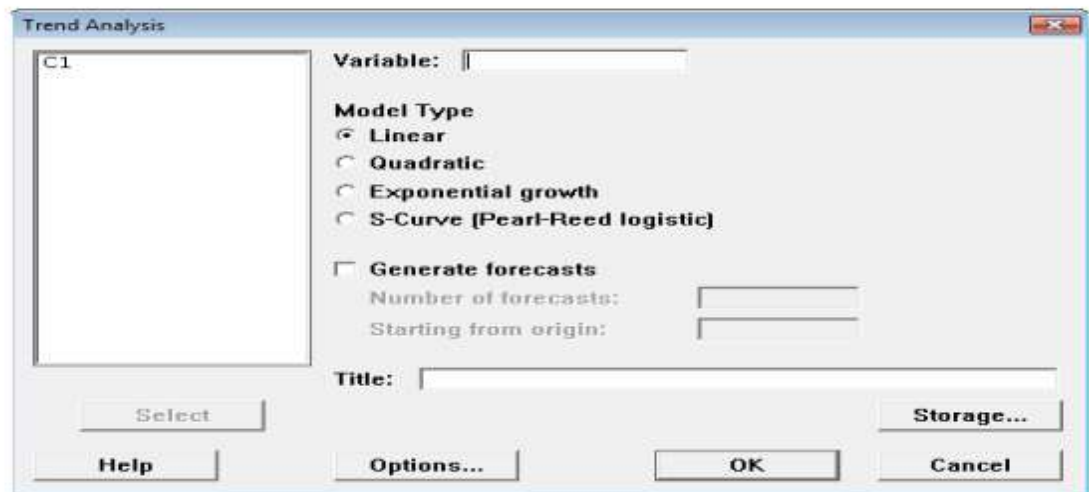 Trend Analysis
C1
Variable:
Model Type
Linear
Quadratic
Exponential growth
S-Curve (Pearl-Reed logistic)
Generate forecasts
Number of forecasts:
Starting from origin:
Title:
Select
Storage...
Help
Options...
OK
Cancel